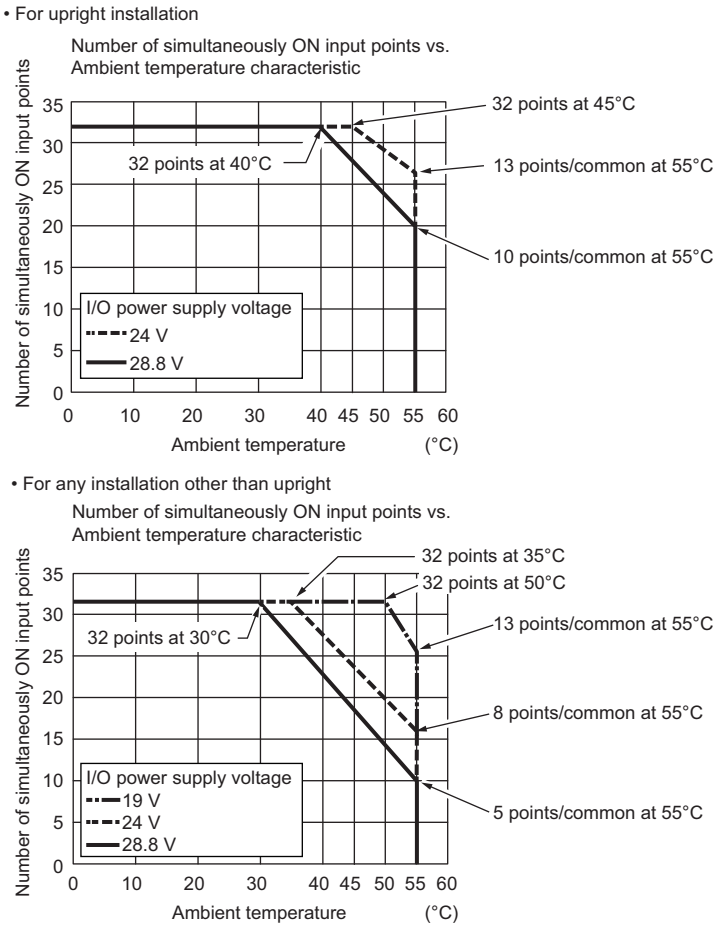 • For upright installation
Number of simultaneously ON input points vs.
Ambient temperature characteristic
Number of simultaneously ON input points
35
30
25
20
15
10
5
0
32 points at 45°C
32 points at 40°C
13 points/common at 55°C
10 points/common at 55°C
I/O power supply voltage
24 V
28.8 V
0 10 20 30 40 45 50 55 60
Ambient temperature (°C)
• For any installation other than upright
Number of simultaneously ON input points vs.
Ambient temperature characteristic
Number of simultaneously ON input points
35
30
25
20
15
10
5
0
32 points at 35°C
32 points at 50°C
32 points at 30°C
13 points/common at 55°C
8 points/common at 55°C
5 points/common at 55°C
I/O power supply voltage
19 V
24 V
28.8 V
0 10 20 30 40 45 50 55 60
Ambient temperature (°C)